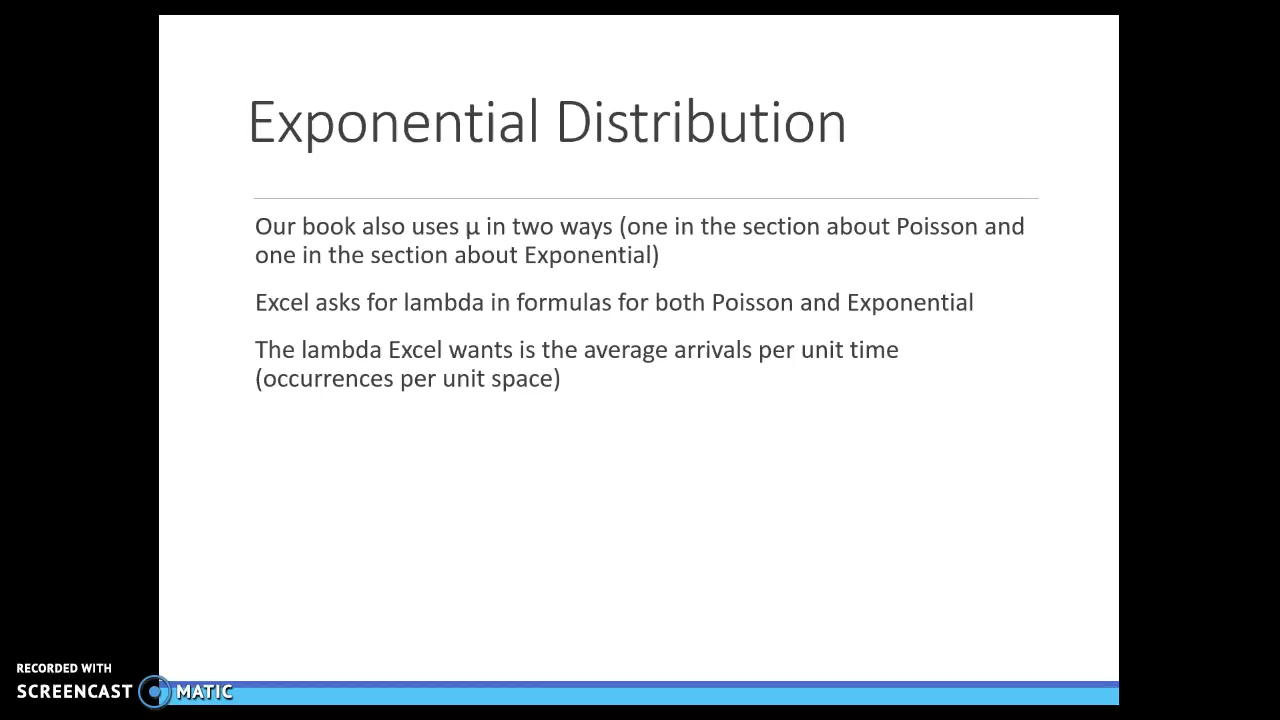 Exponential Distribution
Our book also uses µ in two ways (one in the section about Poisson and
one in the section about Exponential)
Excel asks for lambda in formulas for both Poisson and Exponential
The lambda Excel wants is the average arrivals per unit time
(occurrences per unit space)
RECORDED WITH
SCREENCAST MATIC